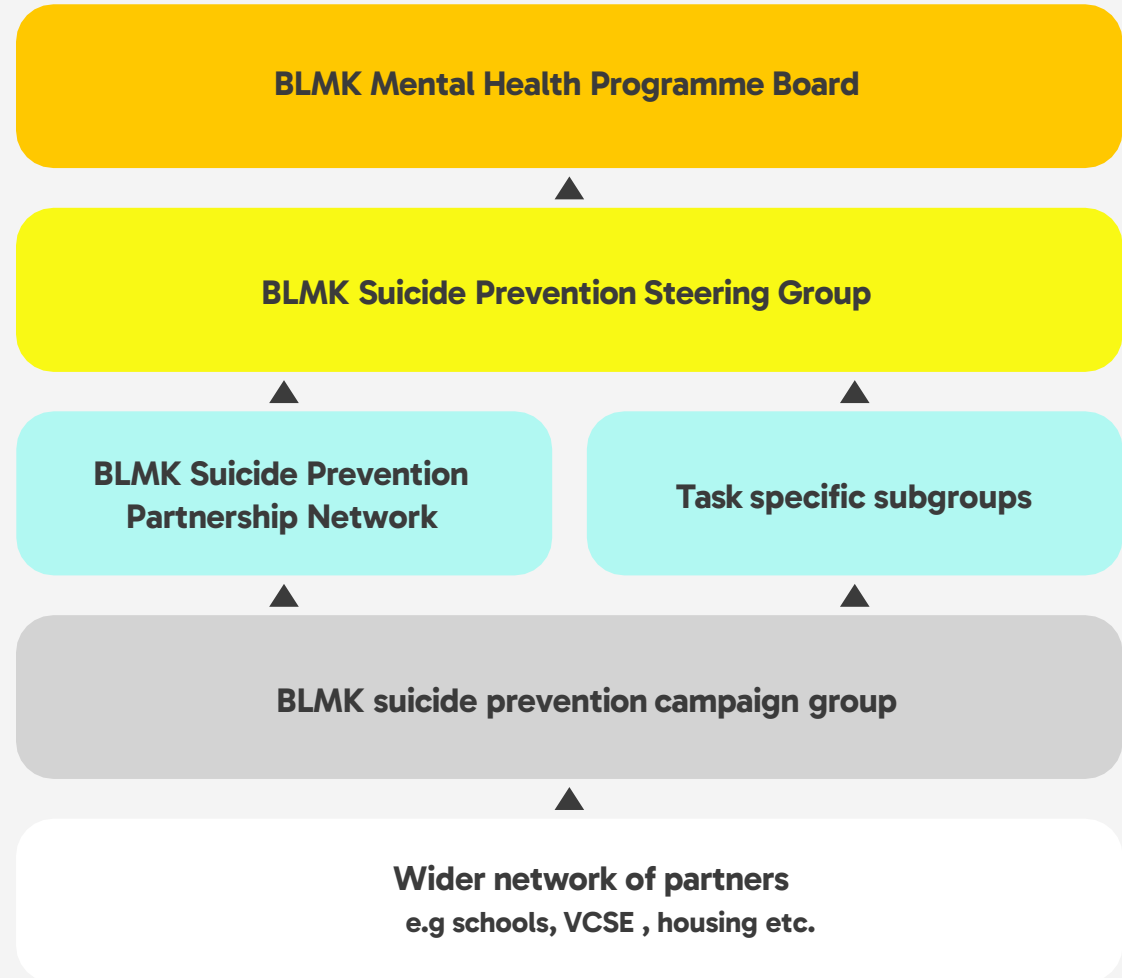 BLMK Mental Health Programme Board
BLMK Suicide Prevention Steering Group
BLMK Suicide Prevention
Partnership Network
Task specific subgroups
BLMK suicide prevention campaign group
Wider network of partners
e.g schools, VCSE , housing etc.